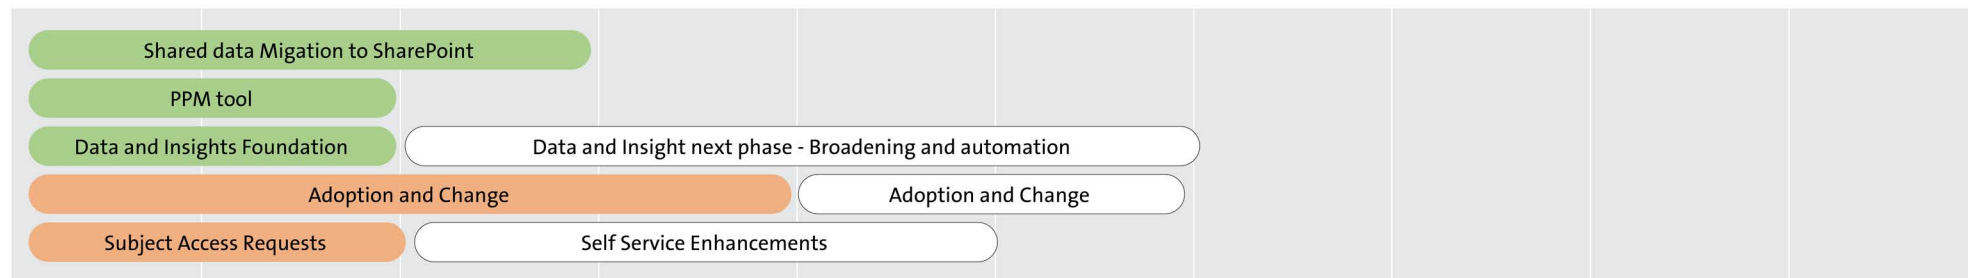 Shared data Migation to SharePoint
PPM tool
Data and Insights Foundation
Data and Insight next phase - Broadening and automation
Adoption and Change
Adoption and Change
Subject Access Requests
Self Service Enhancements